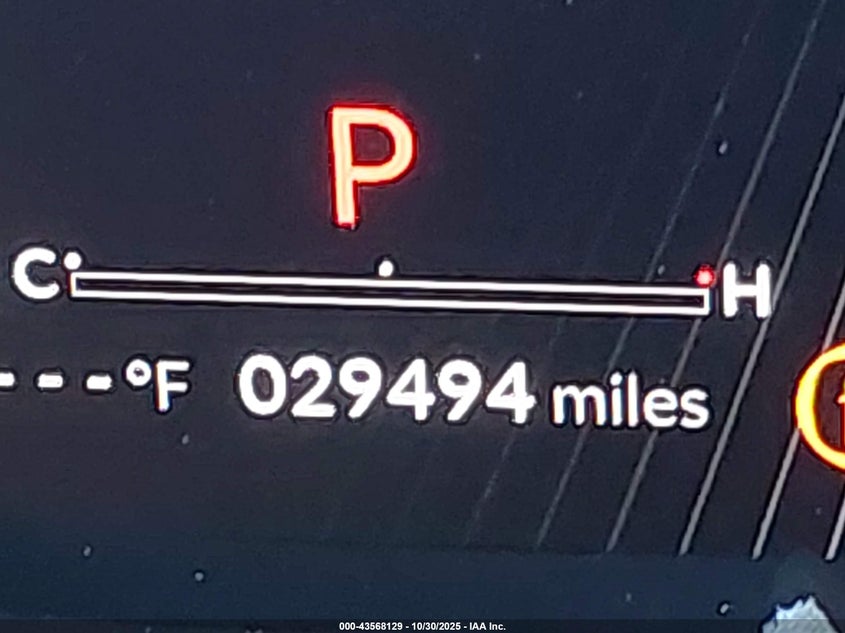 P
C H
---°F 029494 miles
000-43568129 - 10/30/2025 - IAA Inc.